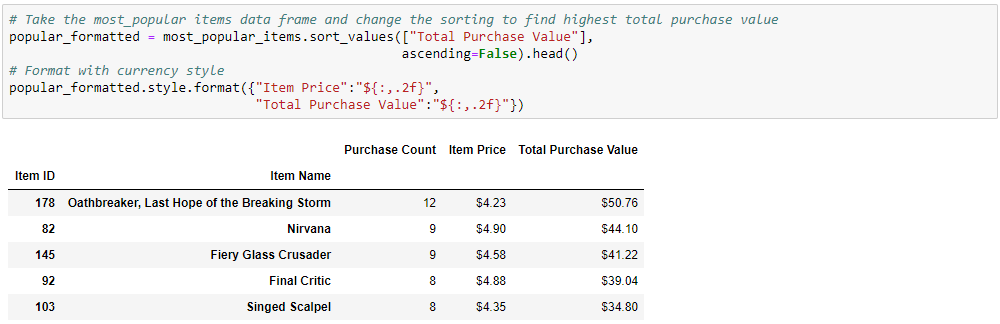 # Take the most_popular items data frame and change the sorting to find highest total purchase value
popular_formatted = most_popular_items.sort_values(["Total Purchase Value"],
ascending=False).head()
# Format with currency style
popular_formatted.style.format({"Item Price":"${:,.2f}",
"Total Purchase Value":"${:,.2f}"})
Purchase Count Item Price Total Purchase Value
Item ID Item Name
178 Oathbreaker, Last Hope of the Breaking Storm 12 $4.23 $50.76
82 Nirvana 9 $4.90 $44.10
145 Fiery Glass Crusader 9 $4.58 $41.22
92 Final Critic 8 $4.88 $39.04
103 Singed Scalpel 8 $4.35 $34.80